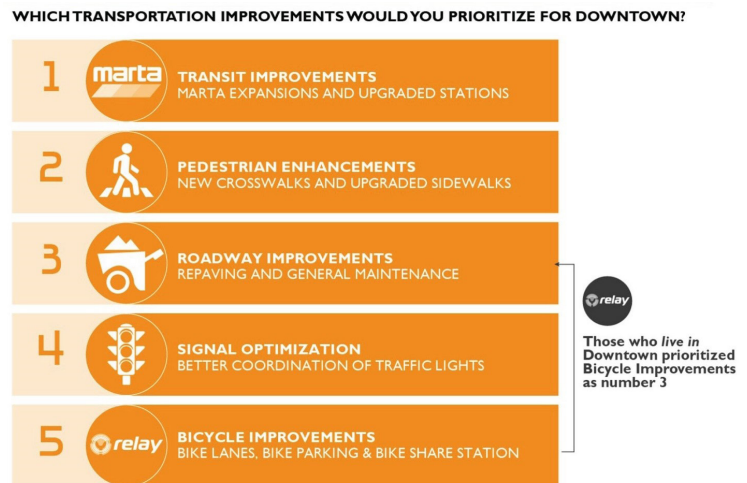 WHICH TRANSPORTATION IMPROVEMENTS WOULD YOU PRIORITIZE FOR DOWNTOWN?
1
marta
TRANSIT IMPROVEMENTS
MARTA EXPANSIONS AND UPGRADED STATIONS
2
PEDESTRIAN ENHANCEMENTS
NEW CROSSWALKS AND UPGRADED SIDEWALKS
3
ROADWAY IMPROVEMENTS
REPAVING AND GENERAL MAINTENANCE
4
SIGNAL OPTIMIZATION
BETTER COORDINATION OF TRAFFIC LIGHTS
5
relay
BICYCLE IMPROVEMENTS
BIKE LANES, BIKE PARKING & BIKE SHARE STATION
relay
Those who live in
Downtown prioritized
Bicycle Improvements
as number 3